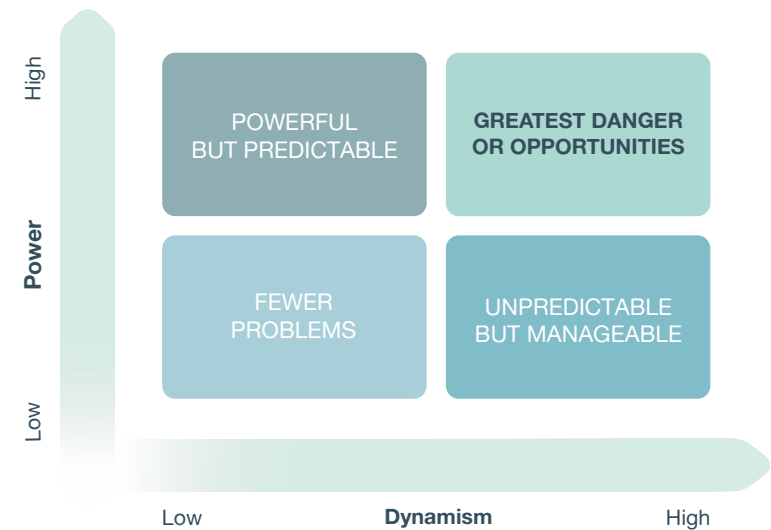 High
Power
Low
POWERFUL
BUT PREDICTABLE
GREATEST DANGER
OR OPPORTUNITIES
FEWER
PROBLEMS
UNPREDICTABLE
BUT MANAGEABLE
Low
Dynamism
High